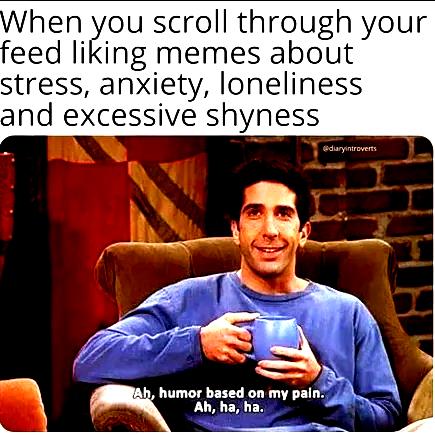 When you scroll through your
feed liking memes about
stress, anxiety, loneliness
and excessive shyness
@diaryintroverts
Ah, humor based on my pain.
Ah, ha, ha.